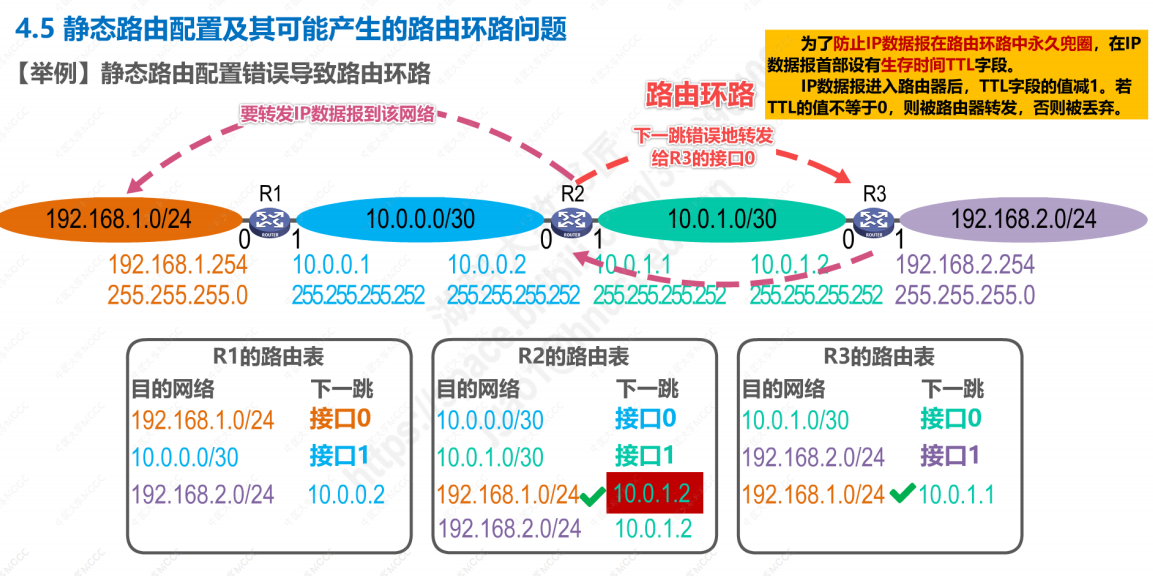 4.5 静态路由配置及其可能产生的路由环路问题
【举例】静态路由配置错误导致路由环路
为了防止IP数据报在路由环路中永久兜圈，在IP
数据报首部设有生存时间TTL字段。
IP数据报进入路由器后，TTL字段的值减1。若
TTL的值不等于0，则被路由器转发，否则被丢弃。
路由环路
要转发IP数据报到该网络
下一跳错误地转发
给R3的接口0
R1 R2 R3
192.168.1.0/24 10.0.0.0/30 10.0.1.0/30 192.168.2.0/24
ROUTER ROUTER ROUTER
0 1 0 1 0 1
192.168.1.254 10.0.0.1 10.0.0.2 10.0.1.1 10.0.1.2 192.168.2.254
255.255.255.0 255.255.255.252 255.255.255.252 255.255.255.252 255.255.255.252 255.255.255.0
R1的路由表
目的网络 下一跳
192.168.1.0/24 接口0
10.0.0.0/30 接口1
192.168.2.0/24 10.0.0.2
R2的路由表
目的网络 下一跳
10.0.0.0/30 接口0
10.0.1.0/30 接口1
192.168.1.0/24 10.0.1.2
192.168.2.0/24 10.0.1.2
R3的路由表
目的网络 下一跳
10.0.1.0/30 接口0
192.168.2.0/24 接口1
192.168.1.0/24 10.0.1.1